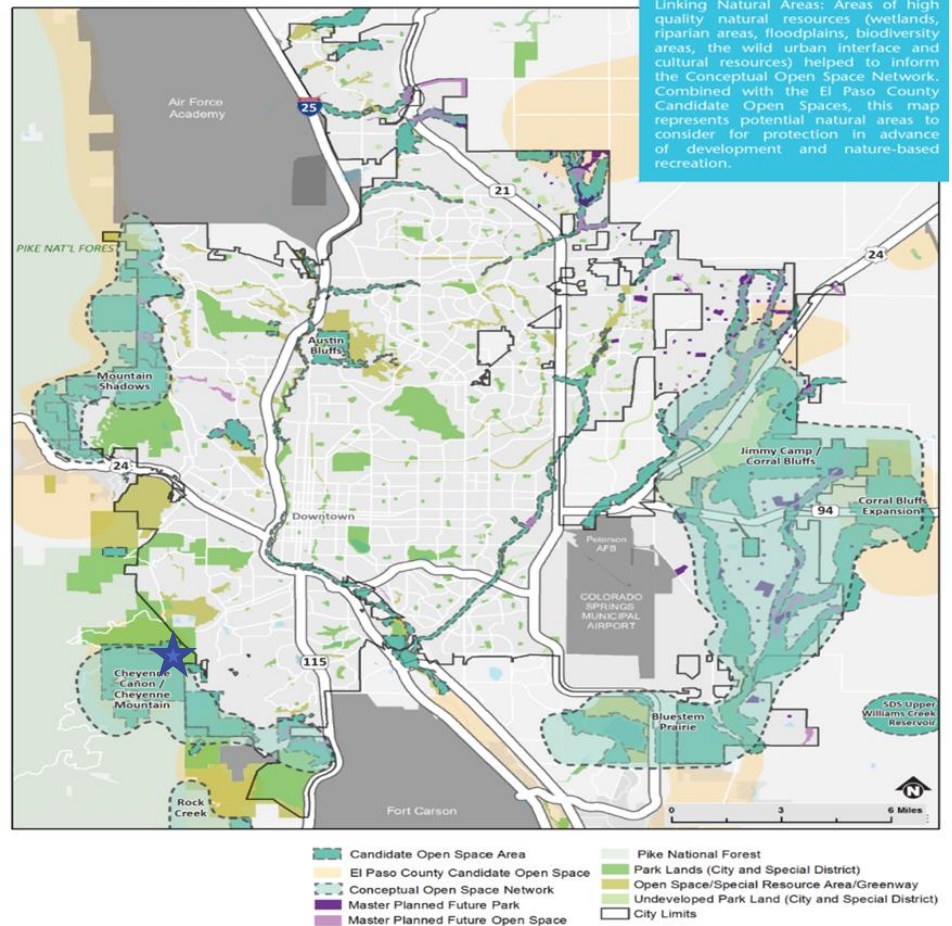 Linking Natural Areas: Areas of high
quality natural resources (wetlands,
riparian areas, floodplains, biodiversity
areas, the wild urban interface and
cultural resources) helped to inform
the Conceptual Open Space Network.
Combined with the El Paso County
Candidate Open Spaces, this map
represents potential natural areas to
consider for protection in advance
of development and nature-based
recreation.
Air Force
Academy
25
21
PIKE NAT'L FOREST
24
Austin
Bluffs
Mountain
Shadows
24
Jimmy Camp /
Corral Bluffs
Corral Bluffs
Expansion
94
Downtown
Peterson
AFB
COLORADO
SPRINGS
MUNICIPAL
AIRPORT
115
Cheyenne
Cañon /
Cheyenne
Mountain
Bluestem
Prairie
SDS Upper
Williams Creek
Reservoir
Rock
Creek
Fort Carson
N
0 3 6 Miles
Candidate Open Space Area
El Paso County Candidate Open Space
Conceptual Open Space Network
Master Planned Future Park
Master Planned Future Open Space
Pike National Forest
Park Lands (City and Special District)
Open Space/Special Resource Area/Greenway
Undeveloped Park Land (City and Special District)
City Limits